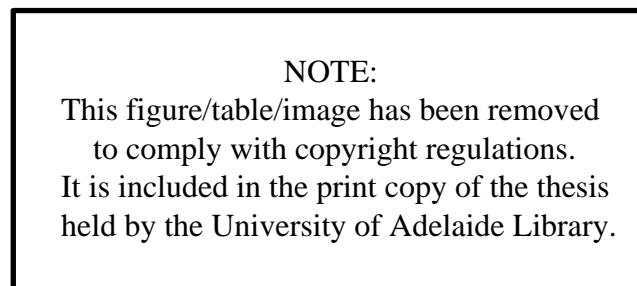 NOTE:
This figure/table/image has been removed
to comply with copyright regulations.
It is included in the print copy of the thesis
held by the University of Adelaide Library.